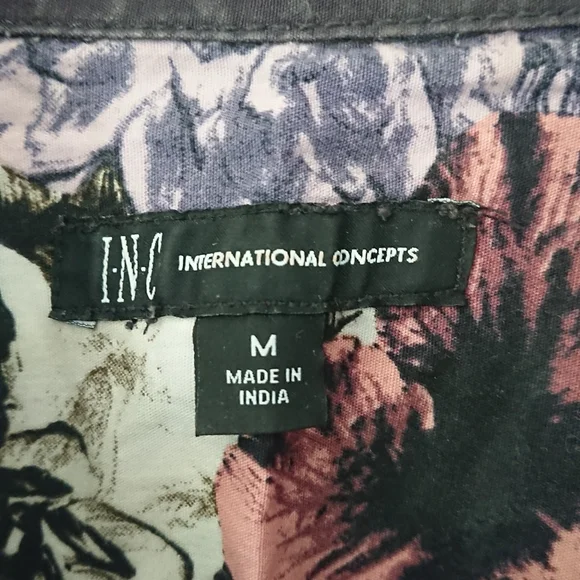 I·N·C INTERNATIONAL CONCEPTS
M
MADE IN
INDIA